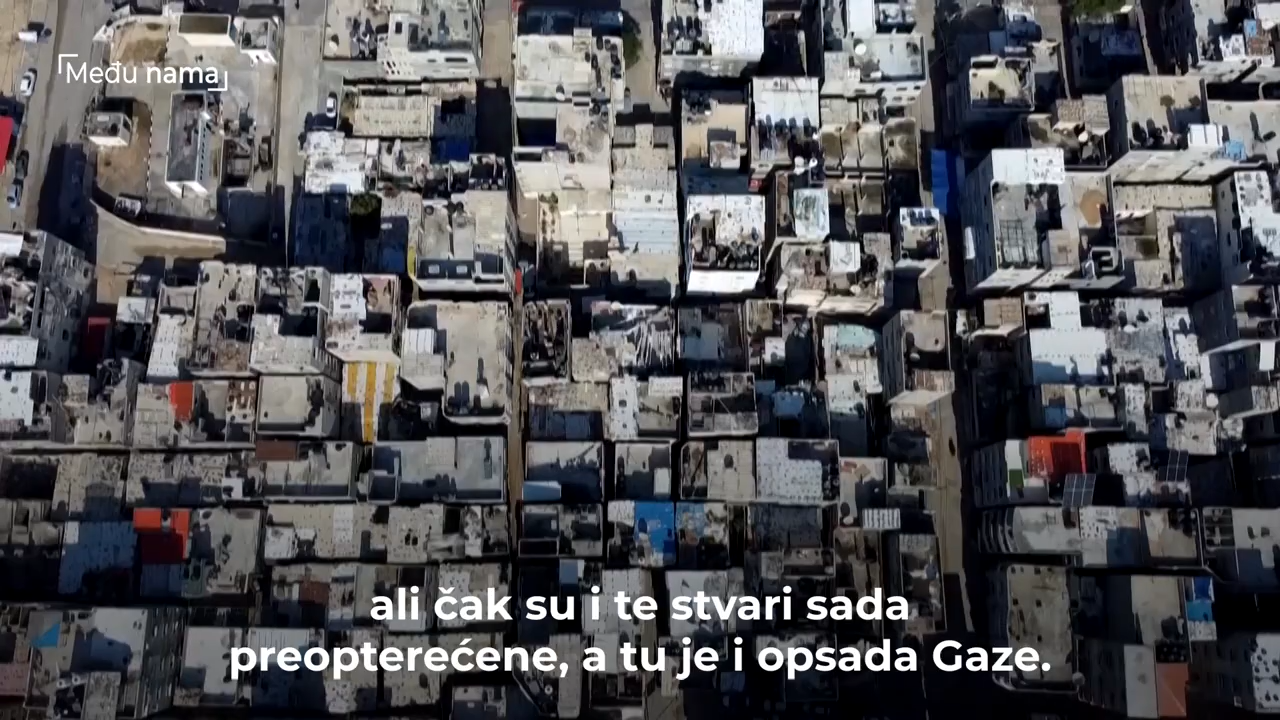 Među nama
ali čak su i te stvari sada
preopterećene, a tu je i opsada Gaze.